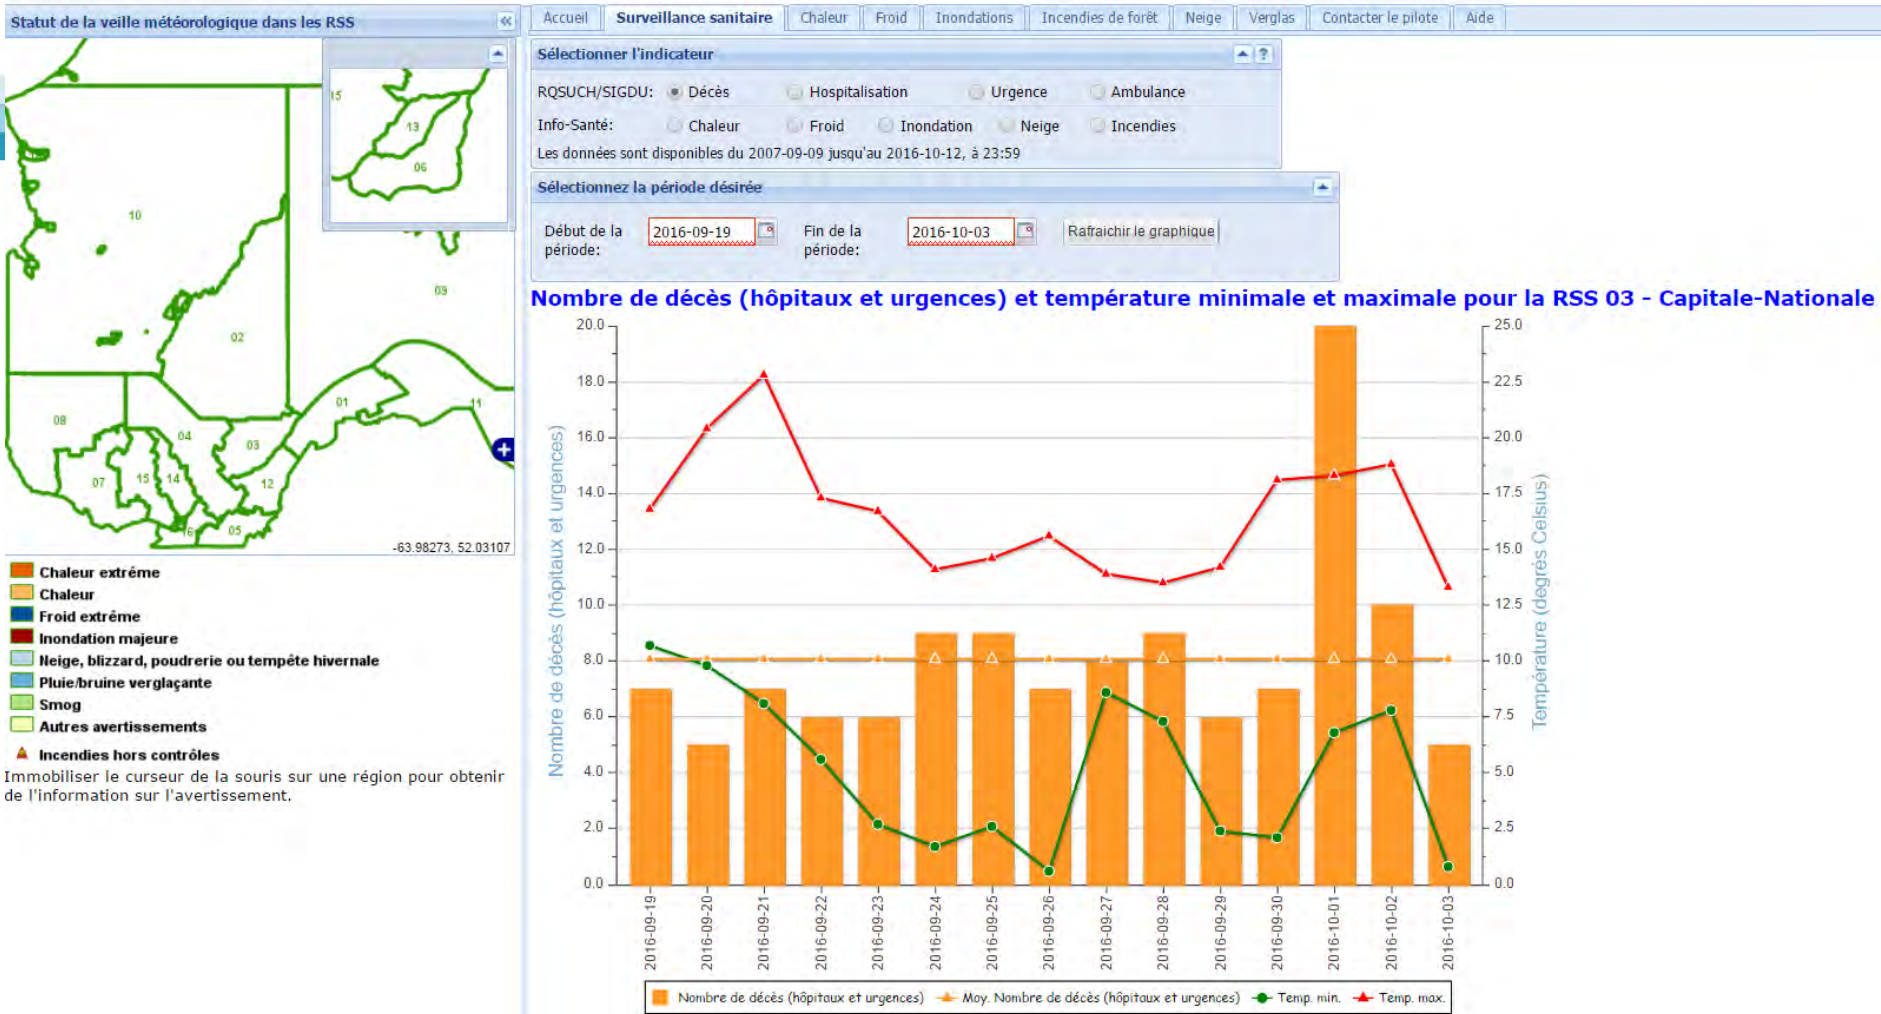 Statut de la veille météorologique dans les RSS
15
13
06
10
09
02
01
11
08
04
03
07
15
14
12
16
05
-63.98273, 52.03107
Chaleur extrême
Chaleur
Froid extrême
Inondation majeure
Neige, blizzard, poudrerie ou tempête hivernale
Pluie/bruine verglaçante
Smog
Autres avertissements
Incendies hors contrôles
Immobiliser le curseur de la souris sur une région pour obtenir
de l'information sur l'avertissement.
Accueil Surveillance sanitaire Chaleur Froid Inondations Incendies de forêt Neige Verglas Contacter le pilote Aide
Sélectionner l'indicateur
RQSUCH/SIGDU: Décès Hospitalisation Urgence Ambulance
Info-Santé: Chaleur Froid Inondation Neige Incendies
Les données sont disponibles du 2007-09-09 jusqu'au 2016-10-12, à 23:59
Sélectionnez la période désirée
Début de la
période:
2016-09-19
Fin de la
période:
2016-10-03
Rafraichir le graphique
Nombre de décès (hôpitaux et urgences) et température minimale et maximale pour la RSS 03 - Capitale-Nationale
Nombre de décès (hôpitaux et urgences)
20.0
18.0
16.0
14.0
12.0
10.0
8.0
6.0
4.0
2.0
0.0
25.0
22.5
20.0
17.5
15.0
12.5
10.0
7.5
5.0
2.5
0.0
Température (degrés Celsius)
2016-09-19
2016-09-20
2016-09-21
2016-09-22
2016-09-23
2016-09-24
2016-09-25
2016-09-26
2016-09-27
2016-09-28
2016-09-29
2016-09-30
2016-10-01
2016-10-02
2016-10-03
Nombre de décès (hôpitaux et urgences) Moy. Nombre de décès (hôpitaux et urgences) Temp. min. Temp. max.